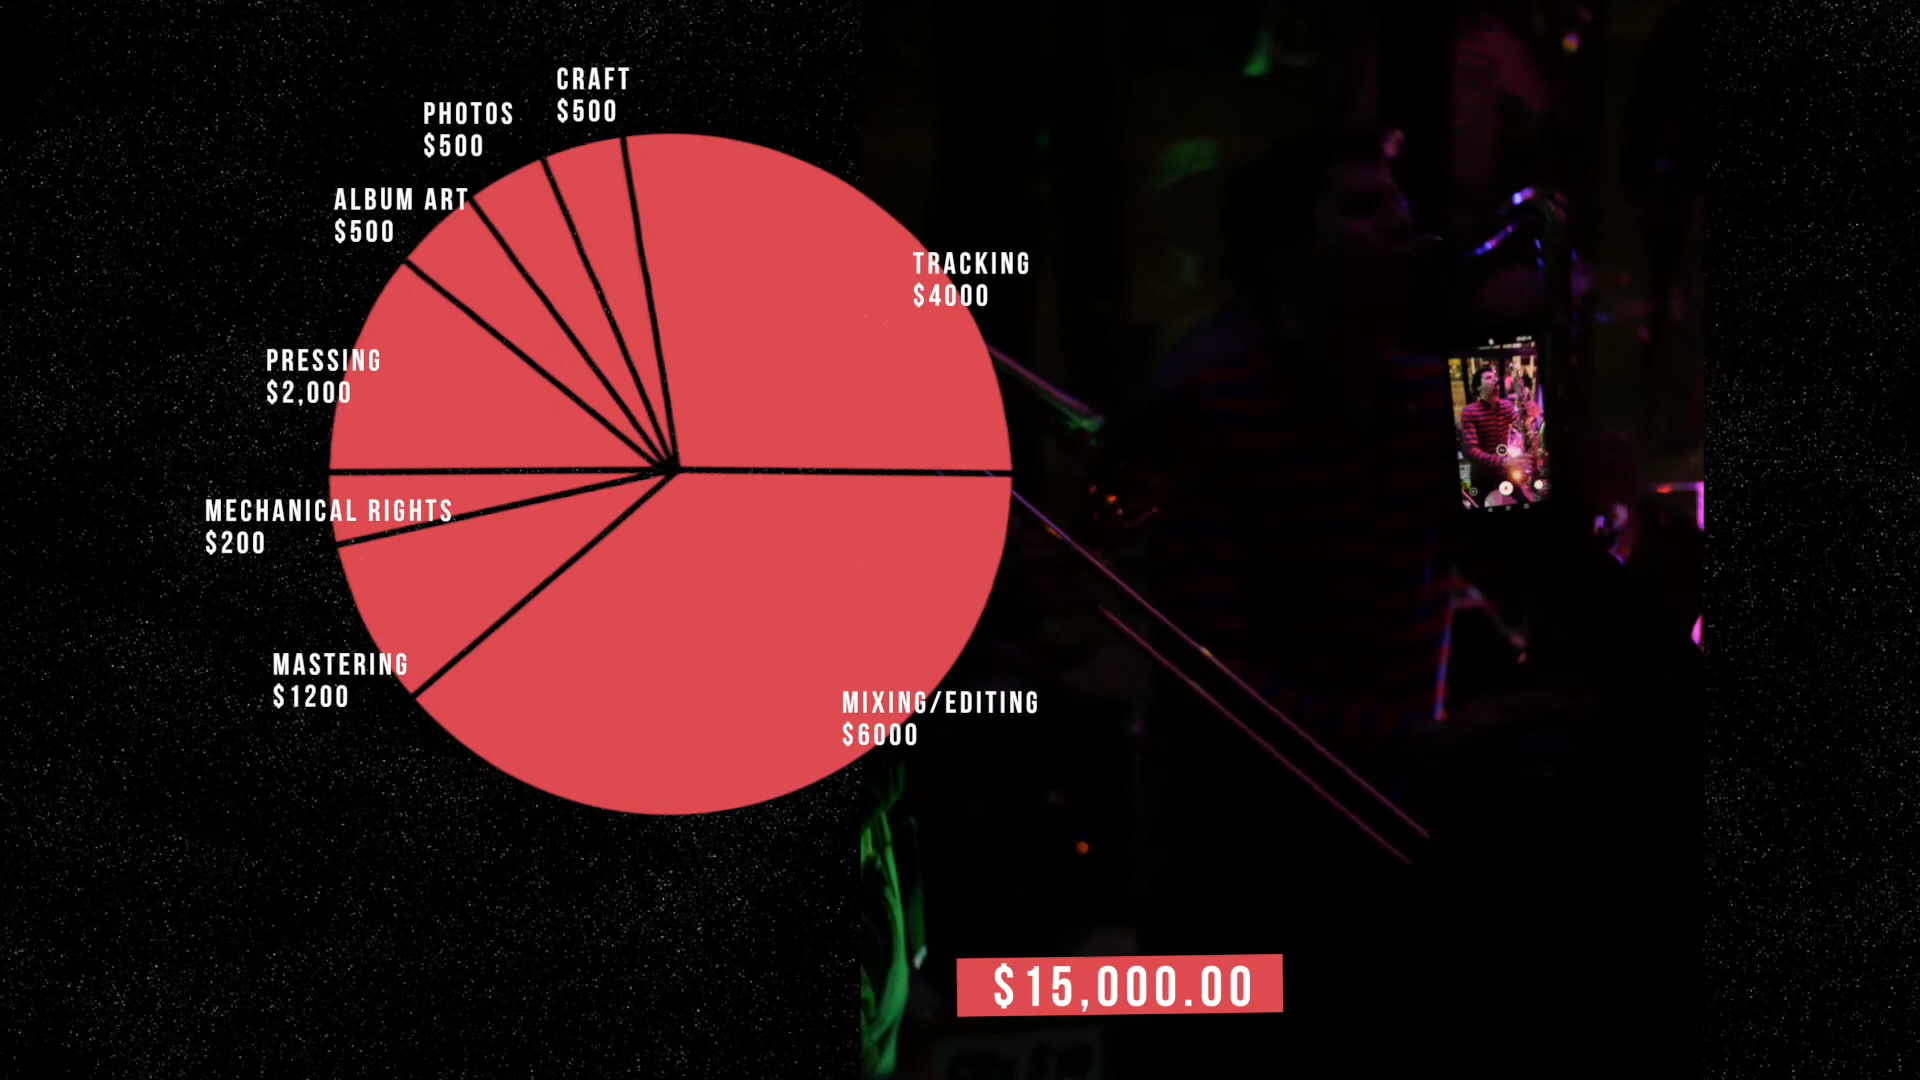 CRAFT
$500
PHOTOS
$500
ALBUM ART
$500
TRACKING
$4000
PRESSING
$2,000
MECHANICAL RIGHTS
$200
MASTERING
$1200
MIXING/EDITING
$6000
$15,000.00